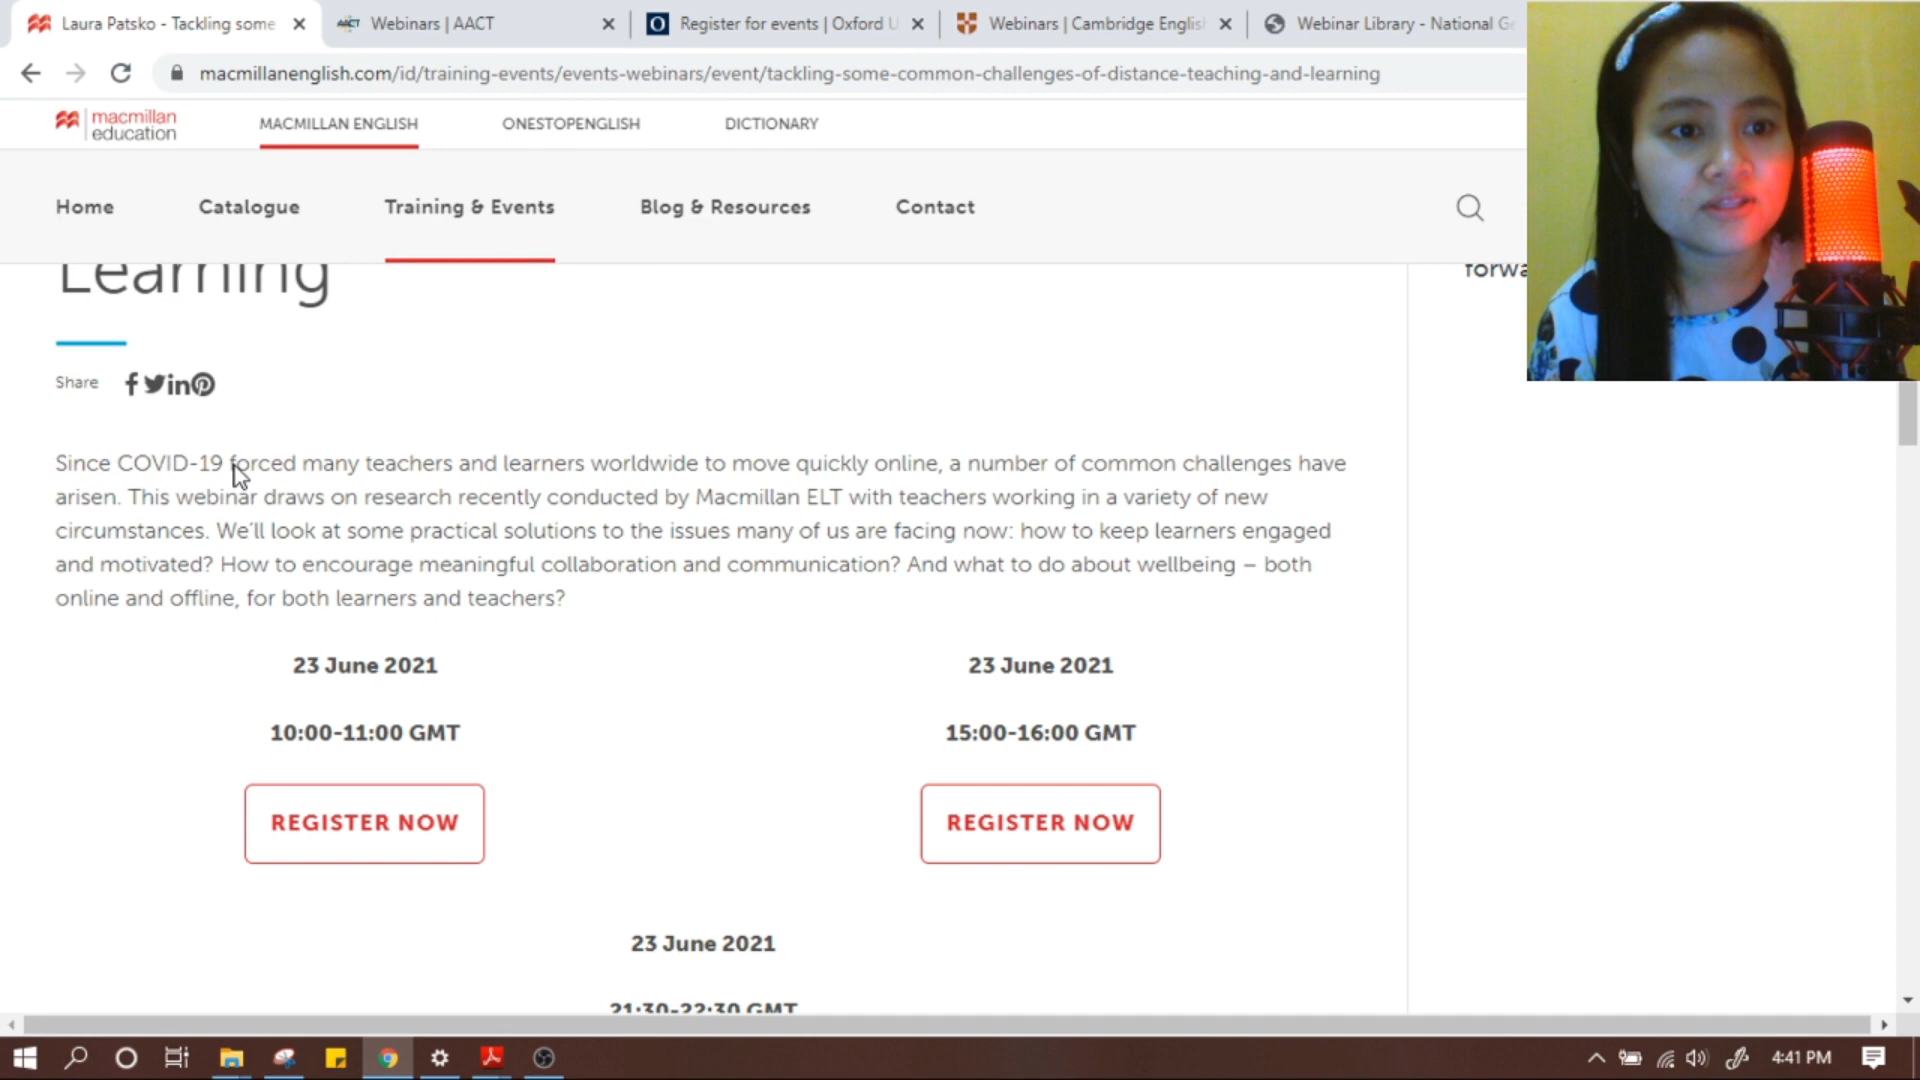 Laura Patsko - Tackling some
Webinars | AACT
Register for events | Oxford U
Webinars | Cambridge English
Webinar Library - National Ge
macmillanenglish.com/id/training-events/events-webinars/event/tackling-some-common-challenges-of-distance-teaching-and-learning
macmillan
education
MACMILLAN ENGLISH
ONESTOPENGLISH
DICTIONARY
Home
Catalogue
Training & Events
Blog & Resources
Contact
Learning
forwa
Share
Since COVID-19 forced many teachers and learners worldwide to move quickly online, a number of common challenges have
arisen. This webinar draws on research recently conducted by Macmillan ELT with teachers working in a variety of new
circumstances. We'll look at some practical solutions to the issues many of us are facing now: how to keep learners engaged
and motivated? How to encourage meaningful collaboration and communication? And what to do about wellbeing – both
online and offline, for both learners and teachers?
23 June 2021
23 June 2021
10:00-11:00 GMT
15:00-16:00 GMT
REGISTER NOW
REGISTER NOW
23 June 2021
21:30-22:30 GMT
4:41 PM